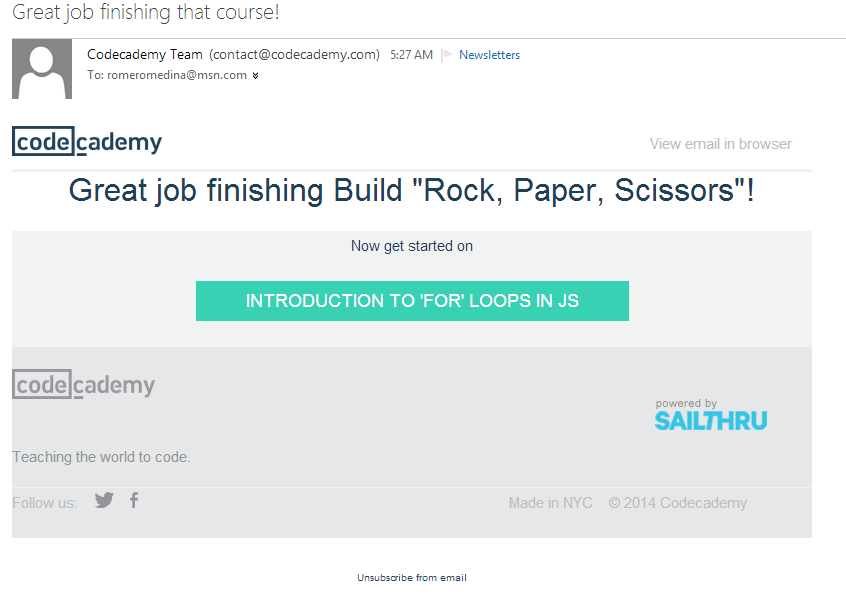 Great job finishing that course!
Codecademy Team (contact@codecademy.com) 5:27 AM Newsletters
To: romeromedina@msn.com
codecademy
View email in browser
Great job finishing Build "Rock, Paper, Scissors"!
Now get started on
INTRODUCTION TO 'FOR' LOOPS IN JS
codecademy
powered by
SAILTHRU
Teaching the world to code.
Follow us: Made in NYC © 2014 Codecademy
Unsubscribe from email